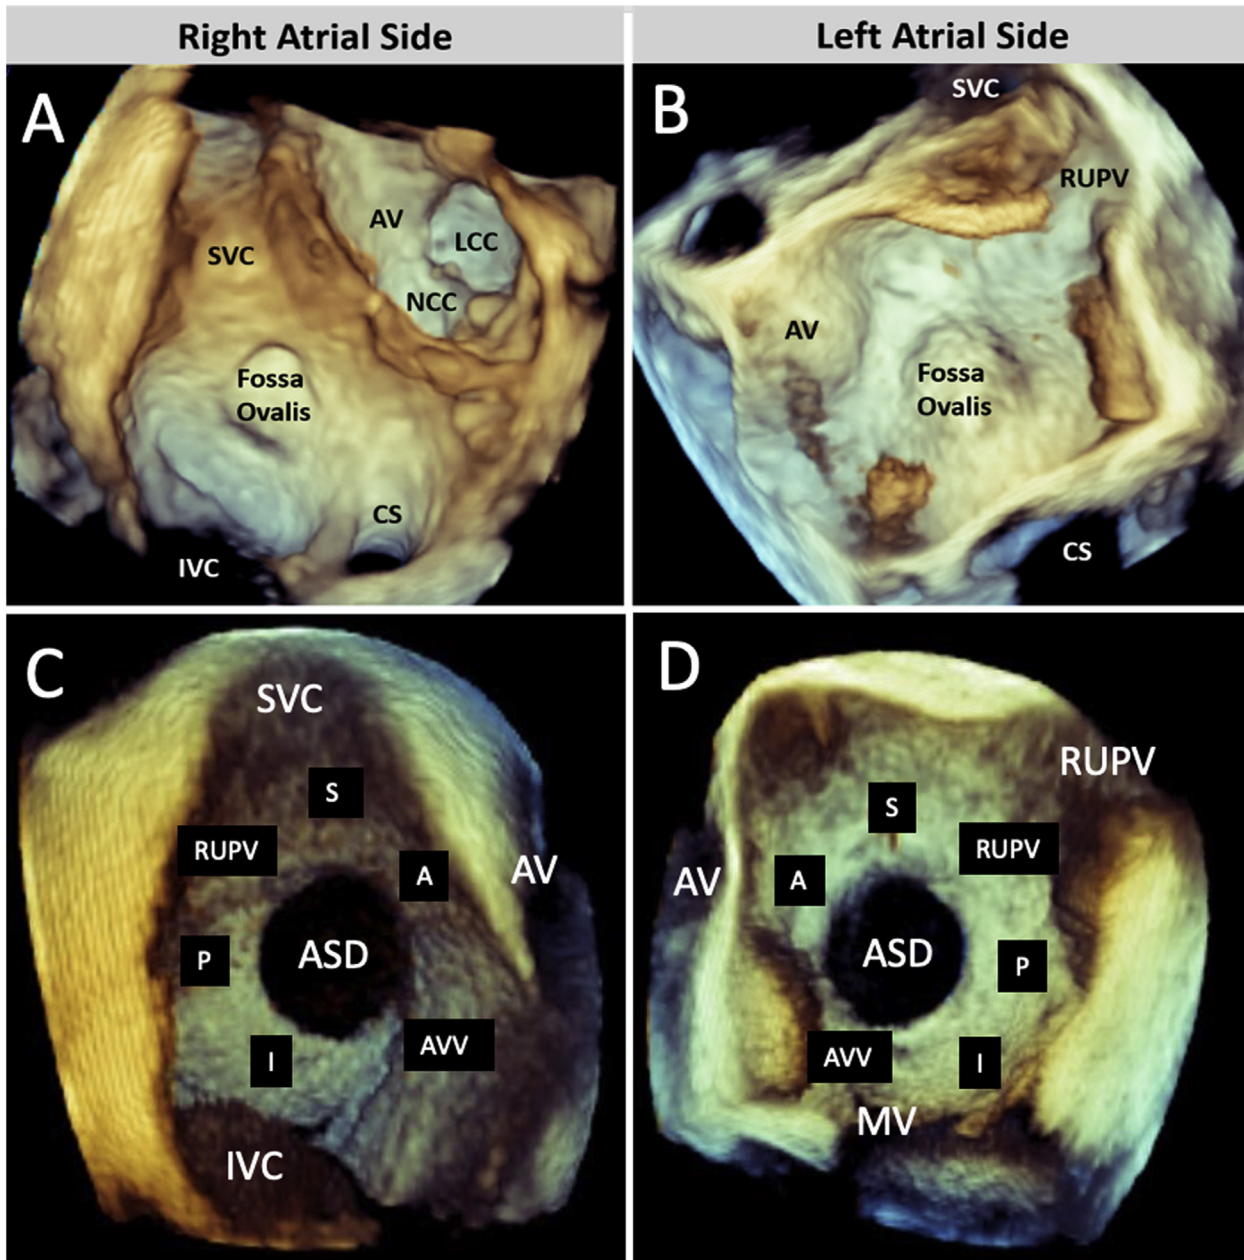 Right Atrial Side
Left Atrial Side
A
SVC
AV
LCC
NCC
Fossa
Ovalis
CS
IVC
B
SVC
RUPV
AV
Fossa
Ovalis
CS
C
SVC
S
RUPV
A
AV
P
ASD
I
AVV
IVC
D
RUPV
S
RUPV
AV
A
ASD
P
AVV
I
MV